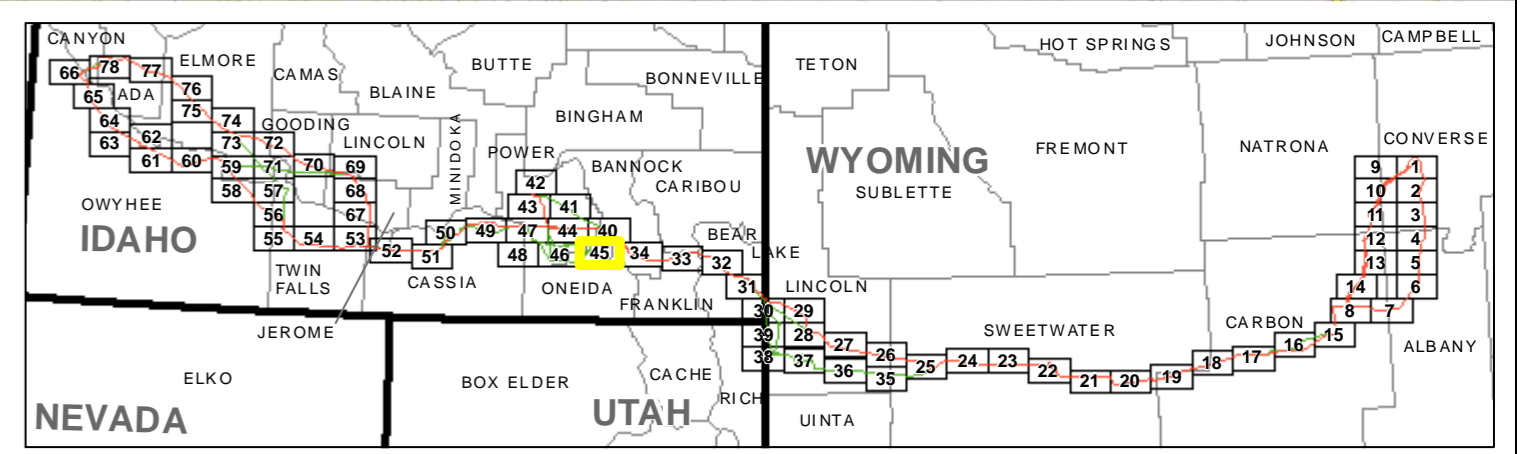 CANYON
ELMORE
CAMAS
BUTTE
BONNEVILLE
TETON
HOT SPRINGS
JOHNSON
CAMPBELL
66
78
77
ADA
76
65
75
64
74
63
62
73
72
61
60
59
71
70
69
58
57
68
56
67
55
54
53
BLAINE
GOODING
LINCOLN
MINIDOKA
BINGHAM
POWER
BANNOCK
CARIBOU
42
43
41
50
49
47
44
40
52
51
48
46
45
34
33
32
31
BEAR
LAKE
OWYHEE
IDAHO
TWIN
FALLS
CASSIA
ONEIDA
FRANKLIN
JEROME
WYOMING
SUBLETTE
FREMONT
NATRONA
CONVERSE
9
1
10
2
11
3
12
4
13
5
14
6
8
7
LINCOLN
30
29
39
28
38
37
27
36
26
35
25
24
23
22
21
20
19
18
17
16
15
SWEETWATER
CARBON
ALBANY
ELKO
NEVADA
BOX ELDER
CACHE
UTAH
RICH
UINTA